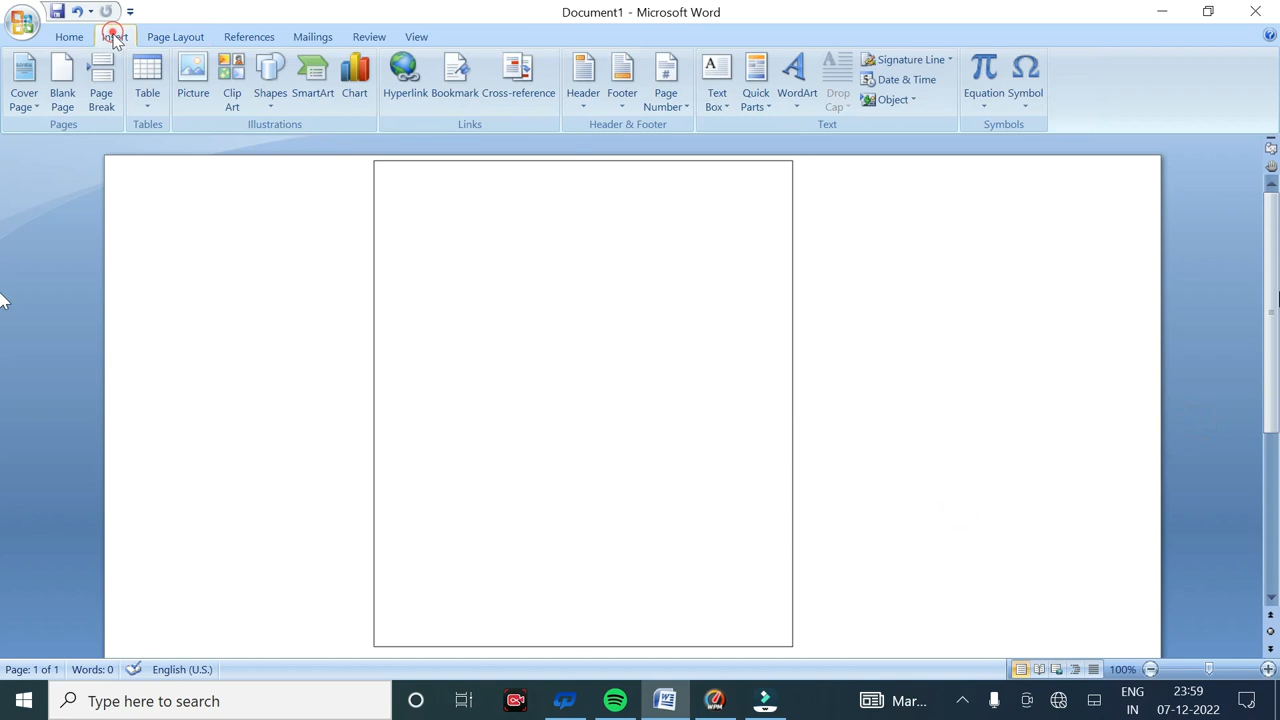 Document1 - Microsoft Word
Home Insert Page Layout References Mailings Review View
Cover Page Blank Page Page Break Table Picture Clip Art Shapes SmartArt Chart Hyperlink Bookmark Cross-reference Header Footer Page Number Text Box Quick Parts WordArt Drop Cap Signature Line Date & Time Object Equation Symbol
Pages Tables Illustrations Links Header & Footer Text Symbols
Page: 1 of 1 Words: 0 English (U.S.) 100%
Type here to search WPM Mar... ENG IN 23:59 07-12-2022